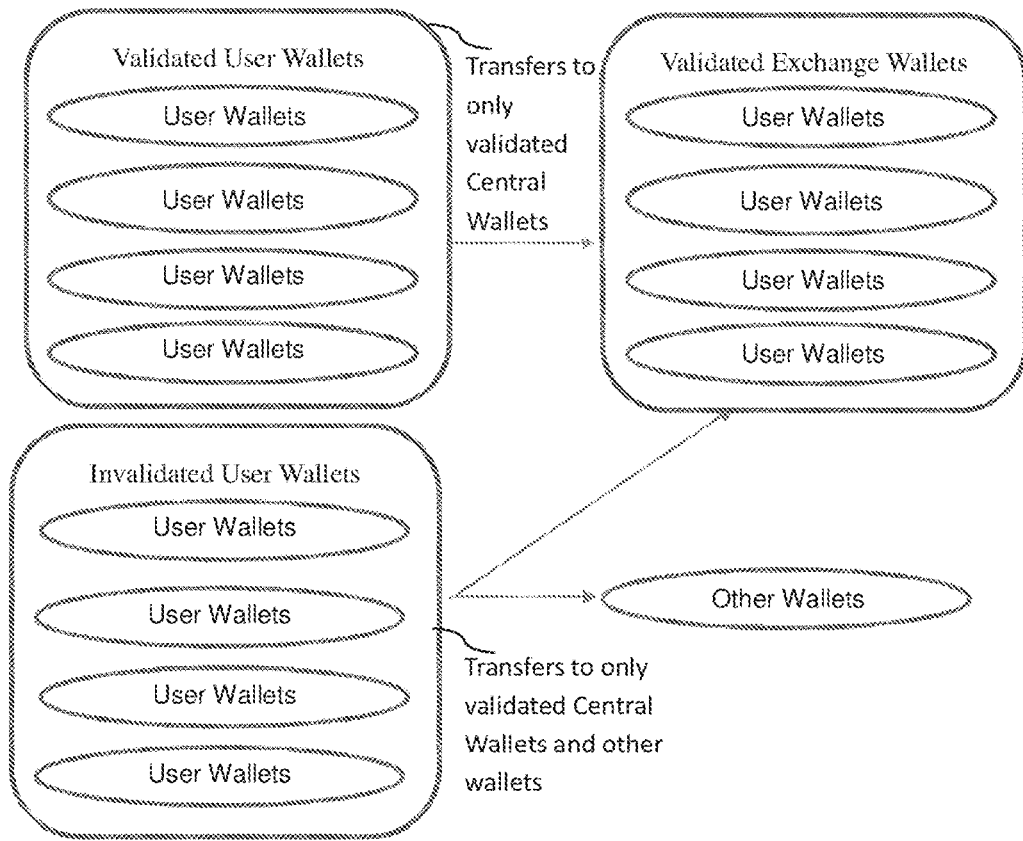 Validated User Wallets
User Wallets
User Wallets
User Wallets
User Wallets
Transfers to
only
validated
Central
Wallets
Validated Exchange Wallets
User Wallets
User Wallets
User Wallets
User Wallets
Invalidated User Wallets
User Wallets
User Wallets
User Wallets
User Wallets
Other Wallets
Transfers to only
validated Central
Wallets and other
wallets